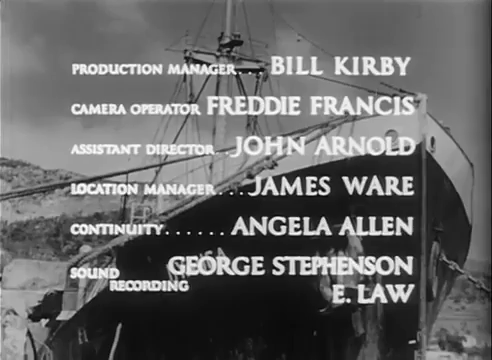 PRODUCTION MANAGER... BILL KIRBY
CAMERA OPERATOR FREDDIE FRANCIS
ASSISTANT DIRECTOR..JOHN ARNOLD
LOCATION MANAGER....JAMES WARE
CONTINUITY...... ANGELA ALLEN
SOUND RECORDING GEORGE STEPHENSON
E. LAW